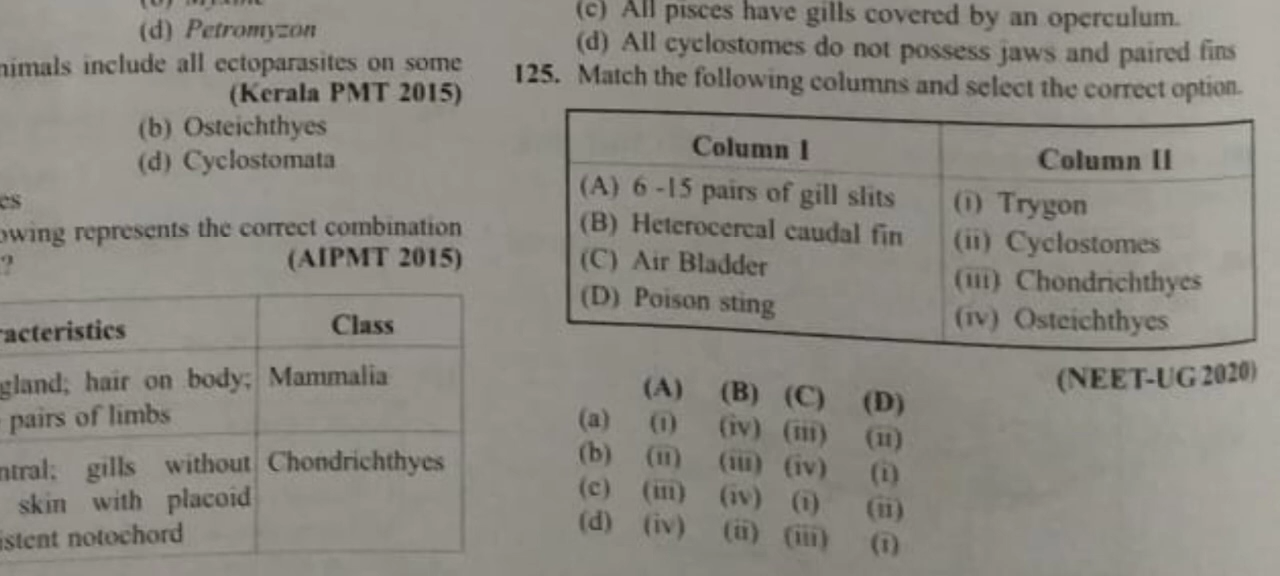 (d) Petromyzon
nimals include all ectoparasites on some
(Kerala PMT 2015)
(b) Osteichthyes
(d) Cyclostomata
es
owing represents the correct combination
? (AIPMT 2015)
racteristics Class
gland; hair on body; Mammalia
pairs of limbs
ntral; gills without Chondrichthyes
skin with placoid
istent notochord
(c) All pisces have gills covered by an operculum.
(d) All cyclostomes do not possess jaws and paired fins
125. Match the following columns and select the correct option.
Column I Column II
(A) 6 -15 pairs of gill slits (i) Trygon
(B) Heterocercal caudal fin (ii) Cyclostomes
(C) Air Bladder (iii) Chondrichthyes
(D) Poison sting (iv) Osteichthyes
(NEET-UG 2020)
(A) (B) (C) (D)
(a) (i) (iv) (iii) (ii)
(b) (ii) (iii) (iv) (i)
(c) (iii) (iv) (i) (ii)
(d) (iv) (ii) (iii) (i)